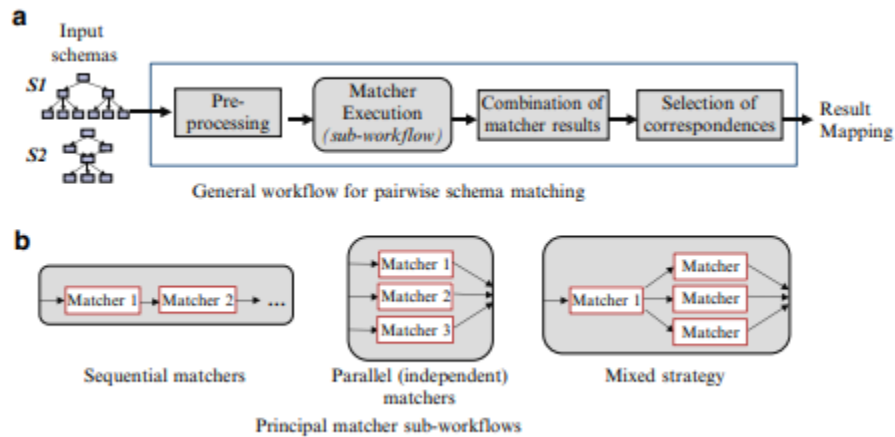 a
Input
schemas
S1
S2
Pre-
processing
Matcher
Execution
(sub-workflow)
Combination of
matcher results
Selection of
correspondences
Result
Mapping
General workflow for pairwise schema matching
b
Matcher 1
Matcher 2
...
Sequential matchers
Matcher 1
Matcher 2
Matcher 3
Parallel (independent)
matchers
Matcher 1
Matcher
Matcher
Matcher
Mixed strategy
Principal matcher sub-workflows